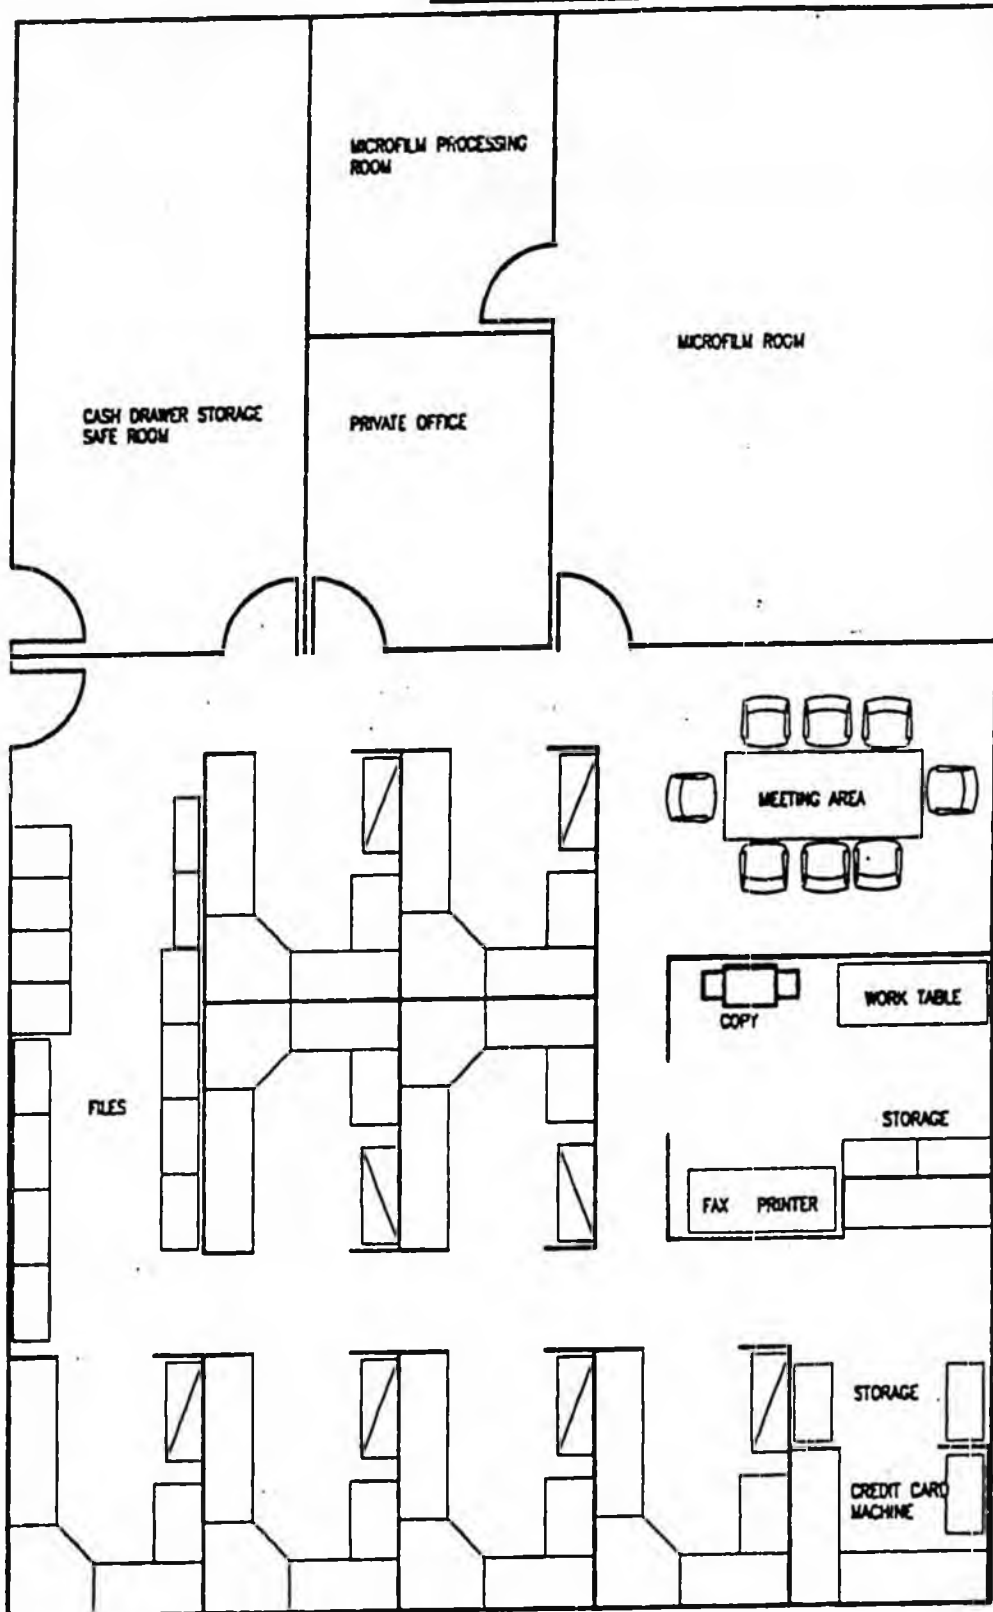 MICROFILM PROCESSING
ROOM
MICROFILM ROOM
CASH DRAWER STORAGE
SAFE ROOM
PRIVATE OFFICE
MEETING AREA
COPY
WORK TABLE
FILES
STORAGE
FAX PRINTER
STORAGE
CREDIT CARD
MACHINE